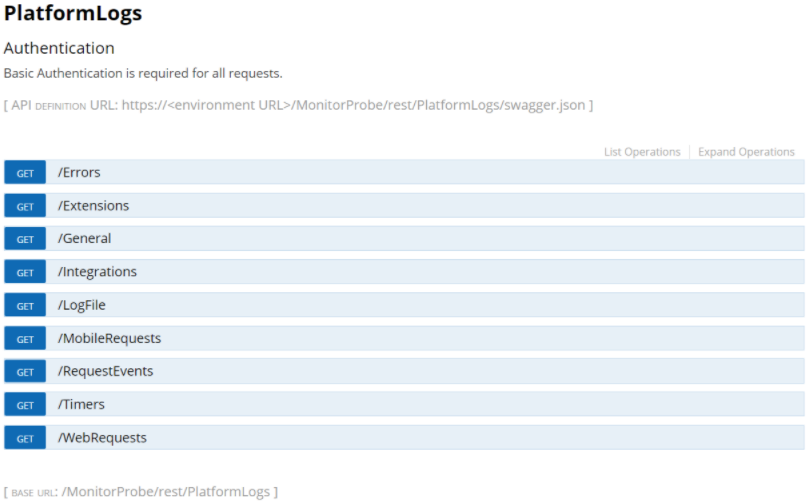 PlatformLogs
Authentication
Basic Authentication is required for all requests.
[ API DEFINITION URL: https://<environment URL>/MonitorProbe/rest/PlatformLogs/swagger.json ]
List Operations Expand Operations
GET /Errors
GET /Extensions
GET /General
GET /Integrations
GET /LogFile
GET /MobileRequests
GET /RequestEvents
GET /Timers
GET /WebRequests
[ BASE URL: /MonitorProbe/rest/PlatformLogs ]